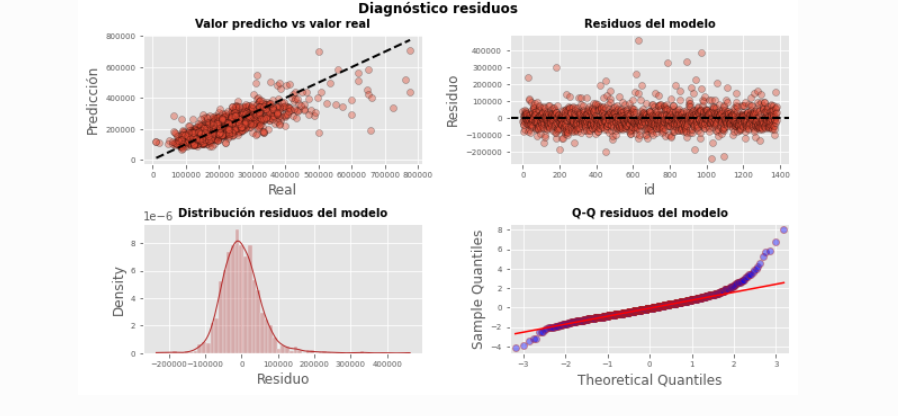 Diagnóstico residuos
Valor predicho vs valor real
800000
600000
400000
200000
0
Predicción
0 100000 200000 300000 400000 500000 600000 700000 800000
Real
Residuos del modelo
400000
300000
200000
100000
0
−100000
−200000
Residuo
0 200 400 600 800 1000 1200 1400
id
1e−6 Distribución residuos del modelo
8
6
4
2
0
Density
−200000 −100000 0 100000 200000 300000 400000
Residuo
Q-Q residuos del modelo
8
6
4
2
0
−2
−4
Sample Quantiles
−3 −2 −1 0 1 2 3
Theoretical Quantiles